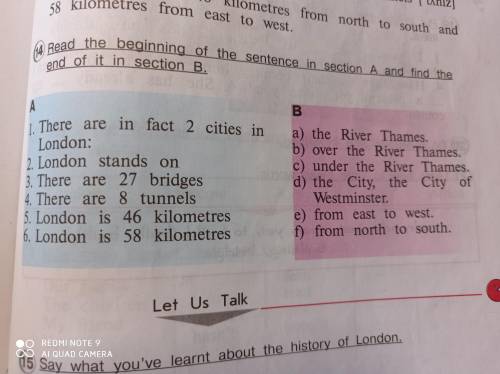 kilometres from north to south and
58 kilometres from east to west.
14 Read the beginning of the sentence in section A and find the
end of it in section B.
A
1. There are in fact 2 cities in
London:
2. London stands on
3. There are 27 bridges
4. There are 8 tunnels
5. London is 46 kilometres
6. London is 58 kilometres
B
a) the River Thames.
b) over the River Thames.
c) under the River Thames.
d) the City, the City of
Westminster.
e) from east to west.
f) from north to south.
Let Us Talk
15 Say what you've learnt about the history of London.
REDMI NOTE 9
AI QUAD CAMERA